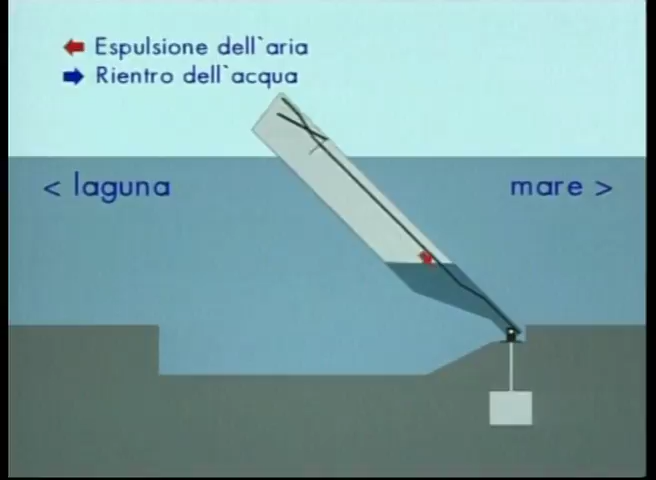 Espulsione dell`aria
Rientro dell`acqua
< laguna
mare >